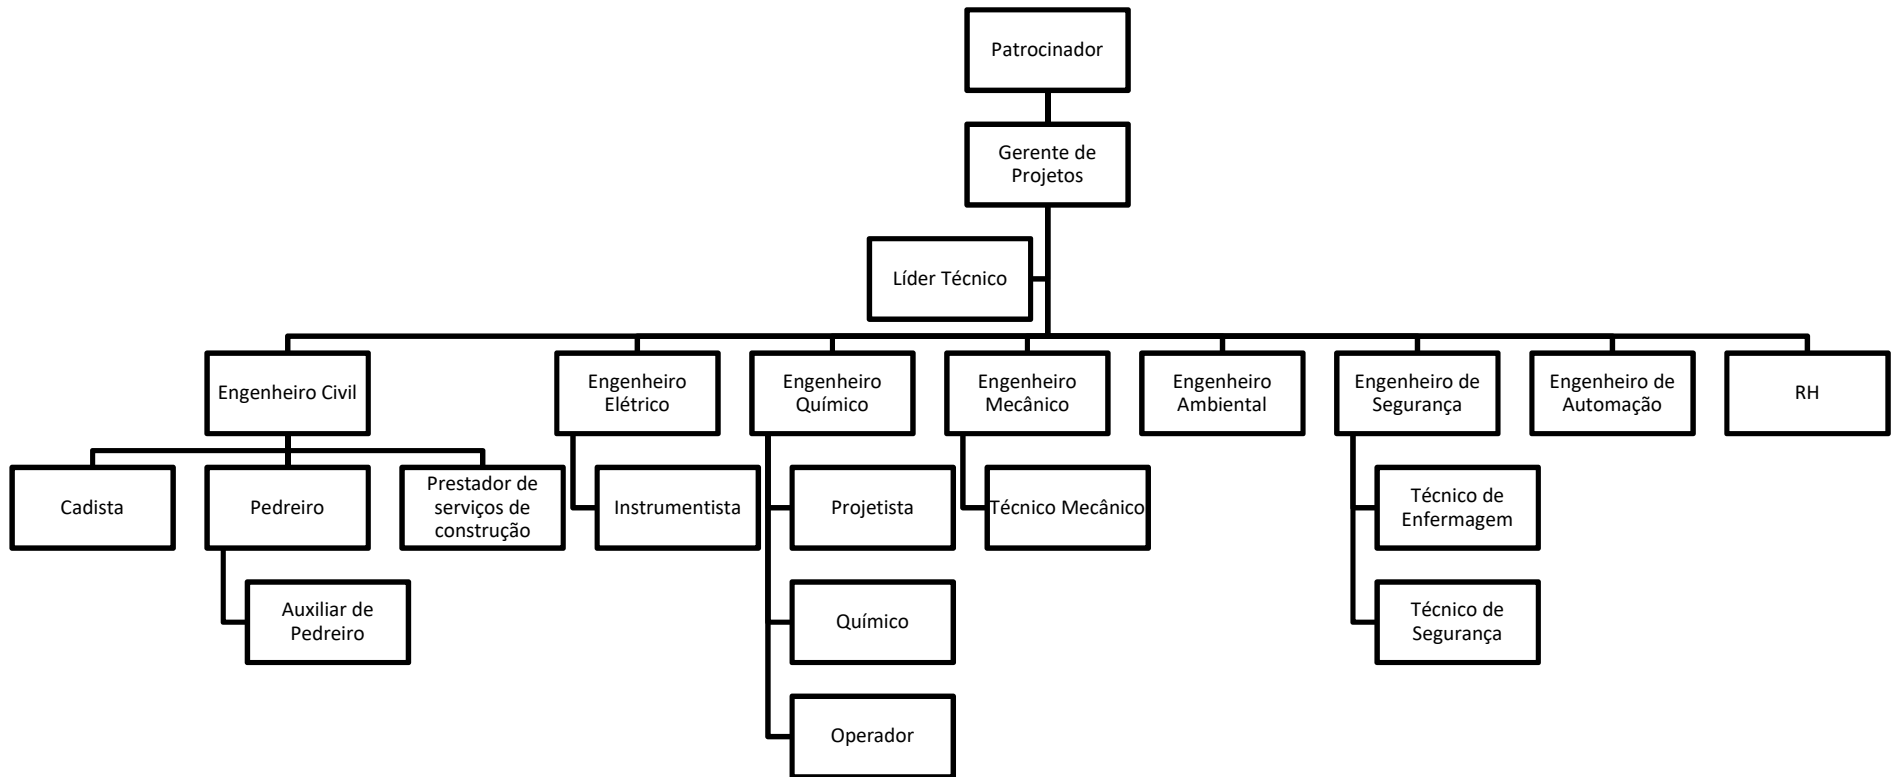 Patrocinador
Gerente de
Projetos
Líder Técnico
Engenheiro Civil
Engenheiro
Elétrico
Engenheiro
Químico
Engenheiro
Mecânico
Engenheiro
Ambiental
Engenheiro de
Segurança
Engenheiro de
Automação
RH
Cadista
Pedreiro
Prestador de
serviços de
construção
Instrumentista
Projetista
Técnico Mecânico
Técnico de
Enfermagem
Auxiliar de
Pedreiro
Químico
Técnico de
Segurança
Operador